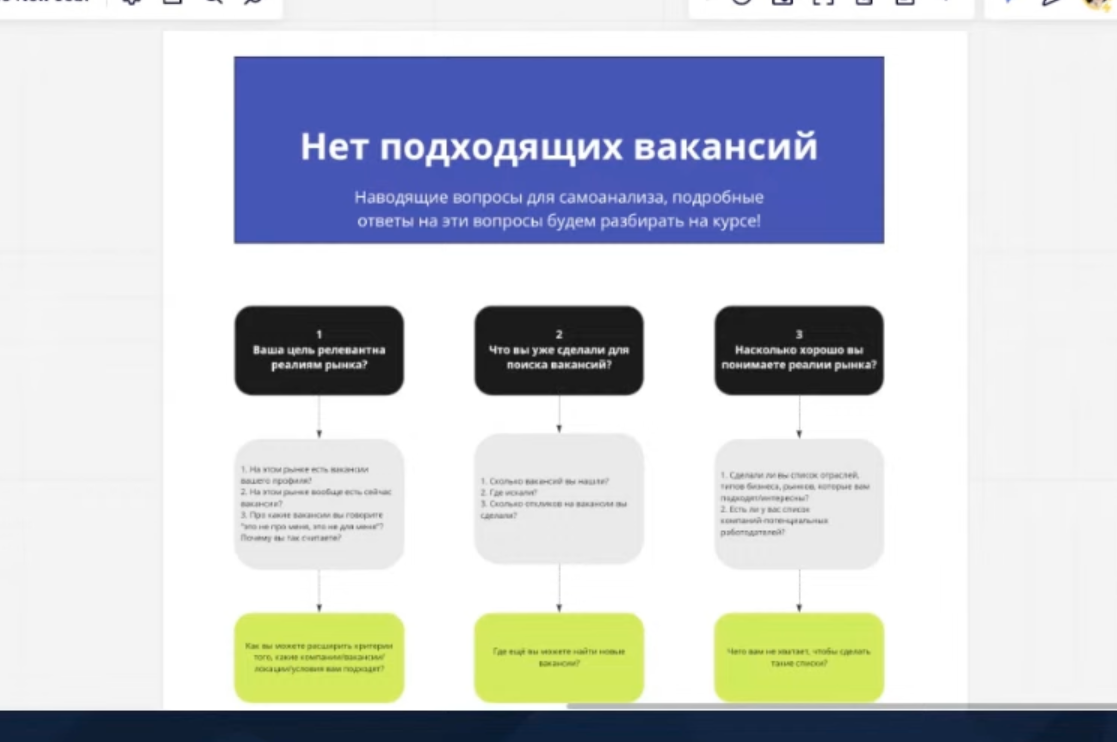 Нет подходящих вакансий
Наводящие вопросы для самоанализа, подробные
ответы на эти вопросы будем разбирать на курсе!
1
Ваша цель релевантна
реалиям рынка?
2
Что вы уже сделали для
поиска вакансий?
3
Насколько хорошо вы
понимаете реалии рынка?
1. На этом рынке есть вакансии
вашего профиля?
2. На этом рынке вообще есть сейчас
вакансии?
3. Про какие вакансии вы говорите
"это не про меня, это не для меня"?
Почему вы так считаете?
1. Сколько вакансий вы нашли?
2. Где искали?
3. Сколько откликов на вакансии вы
сделали?
1. Сделали ли вы список отраслей,
типов бизнеса, рынков, которые вам
подходят/интересны?
2. Есть ли у вас список
компаний-потенциальных
работодателей?
Как вы можете расширить критерии
того, какие компании/вакансии/
локации/условия вам подходят?
Где ещё вы можете найти новые
вакансии?
Чего вам не хватает, чтобы сделать
такие списки?